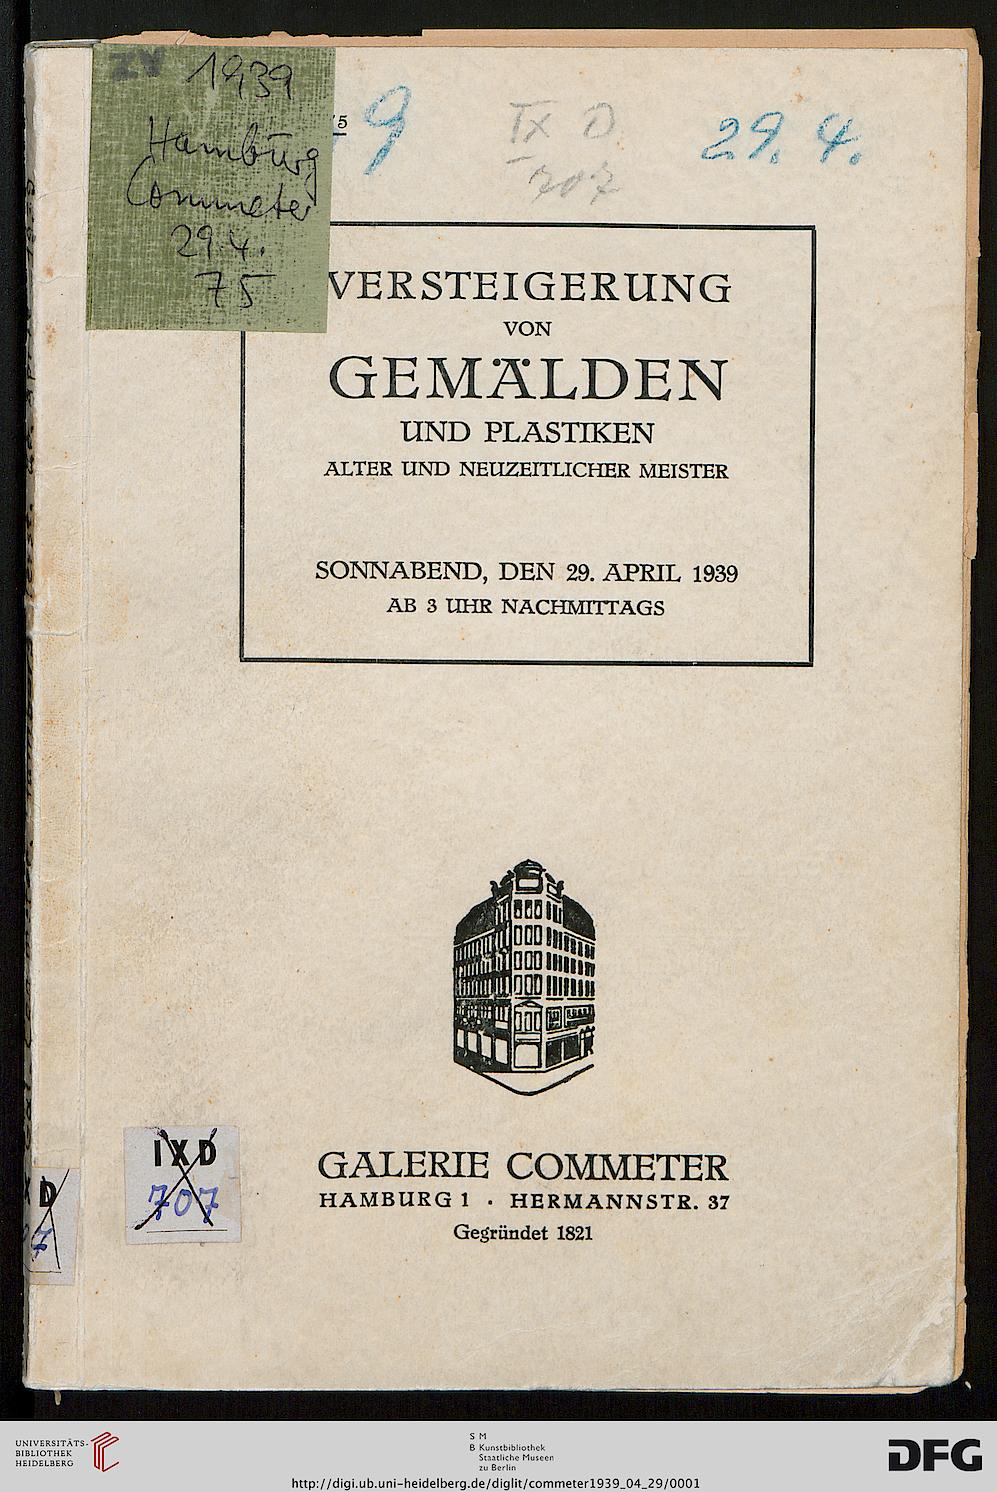 ZV 1939
Hamburg
Commeter
29.4.
75
75
9
IX D
707
29. 4.
VERSTEIGERUNG
VON
GEMÄLDEN
UND PLASTIKEN
ALTER UND NEUZEITLICHER MEISTER
SONNABEND, DEN 29. APRIL 1939
AB 3 UHR NACHMITTAGS
GALERIE COMMETER
HAMBURG 1 · HERMANNSTR. 37
Gegründet 1821
IXD
707
D
7
UNIVERSITÄTS-
BIBLIOTHEK
HEIDELBERG
S M
B Kunstbibliothek
Staatliche Museen
zu Berlin
DFG
http://digi.ub.uni-heidelberg.de/diglit/commeter1939_04_29/0001